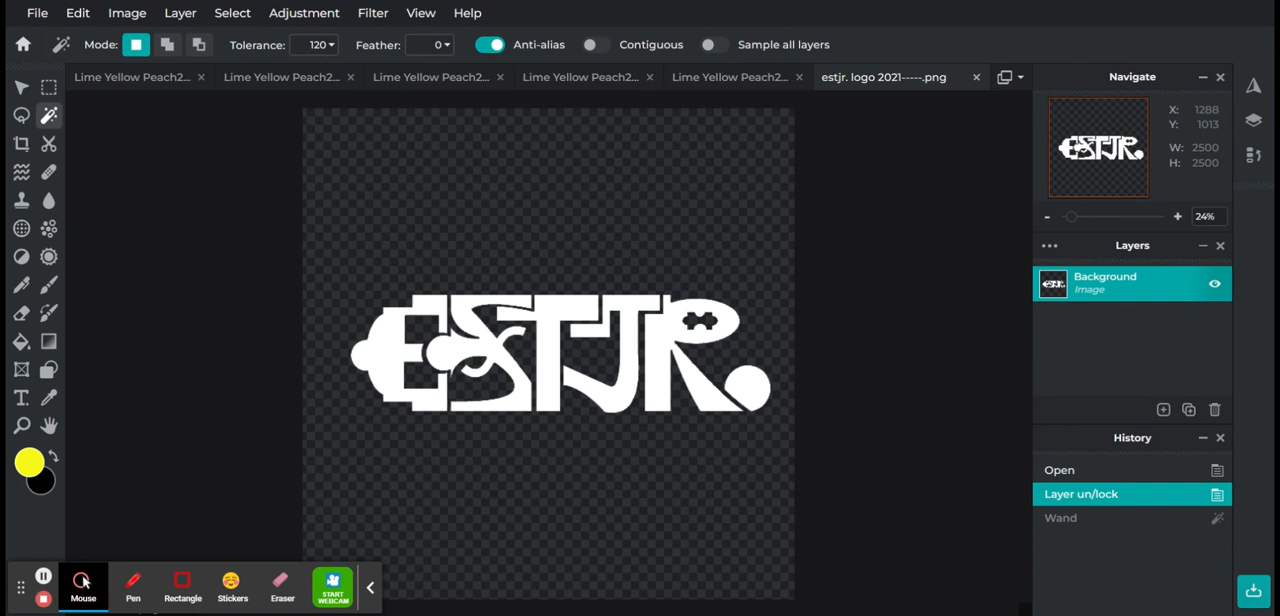 File Edit Image Layer Select Adjustment Filter View Help
Mode: Tolerance: 120 Feather: 0 Anti-alias Contiguous Sample all layers
Lime Yellow Peach2... Lime Yellow Peach2... Lime Yellow Peach2... Lime Yellow Peach2... Lime Yellow Peach2... estjr. logo 2021-----.png
Navigate
X: 1288
Y: 1013
W: 2500
H: 2500
ESTJR.
24%
Layers
Background
Image
ESTJR.
History
Open
Layer un/lock
Wand
Mouse Pen Rectangle Stickers Eraser START WEBCAM